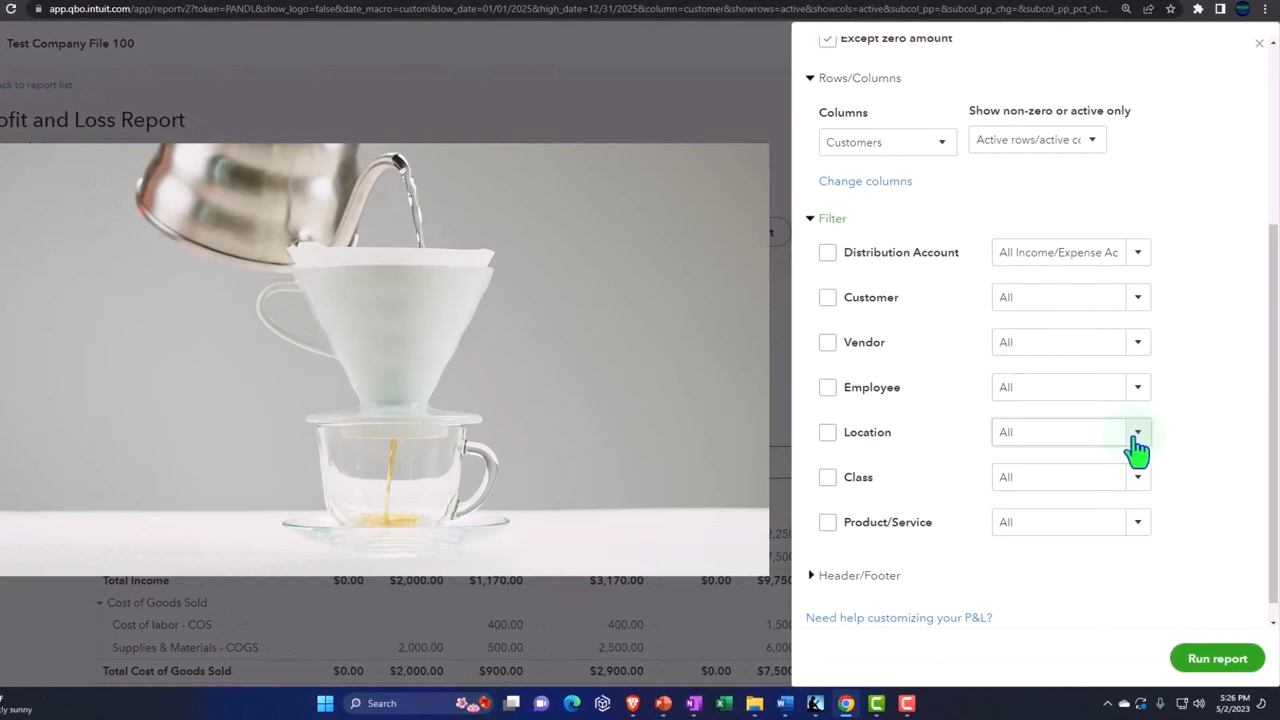 app.qbo.intuit.com/app/reportv2?token=PANDL&show_logo=false&date_macro=custom&low_date=01/01/2025&high_date=12/31/2025&column=customer&showrows=active&showcols=active&subcol_pp=&subcol_pp_chg=&subcol_pp_pct_ch...
Test Company File 100
ck to report list
ofit and Loss Report
Except zero amount
Rows/Columns
Columns
Show non-zero or active only
Customers
Active rows/active co
Change columns
Filter
Distribution Account
All Income/Expense Ac
Customer
All
Vendor
All
Employee
All
Location
All
Class
All
Product/Service
All
Header/Footer
Need help customizing your P&L?
Run report
2,250
Total Income $0.00 $2,000.00 $1,170.00 $3,170.00 $0.00 $9,750
Cost of Goods Sold
Cost of labor - COS 400.00 400.00 1,500
Supplies & Materials - COGS 2,000.00 500.00 2,500.00 6,000
Total Cost of Goods Sold $0.00 $2,000.00 $900.00 $2,900.00 $0.00 $7,500
tly sunny
Search
5:26 PM
5/2/2023